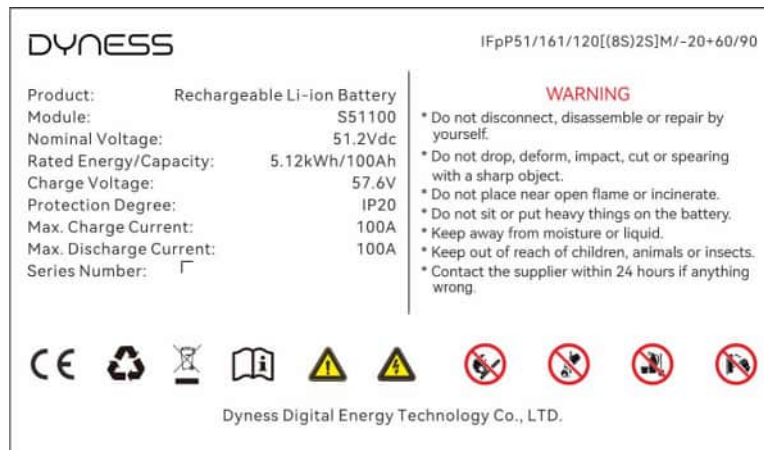 DYNESS
IFpP51/161/120[(8S)2S]M/-20+60/90
Product: Rechargeable Li-ion Battery
Module: S51100
Nominal Voltage: 51.2Vdc
Rated Energy/Capacity: 5.12kWh/100Ah
Charge Voltage: 57.6V
Protection Degree: IP20
Max. Charge Current: 100A
Max. Discharge Current: 100A
Series Number:
WARNING
* Do not disconnect, disassemble or repair by
yourself.
* Do not drop, deform, impact, cut or spearing
with a sharp object.
* Do not place near open flame or incinerate.
* Do not sit or put heavy things on the battery.
* Keep away from moisture or liquid.
* Keep out of reach of children, animals or insects.
* Contact the supplier within 24 hours if anything
wrong.
CE
Dyness Digital Energy Technology Co., LTD.